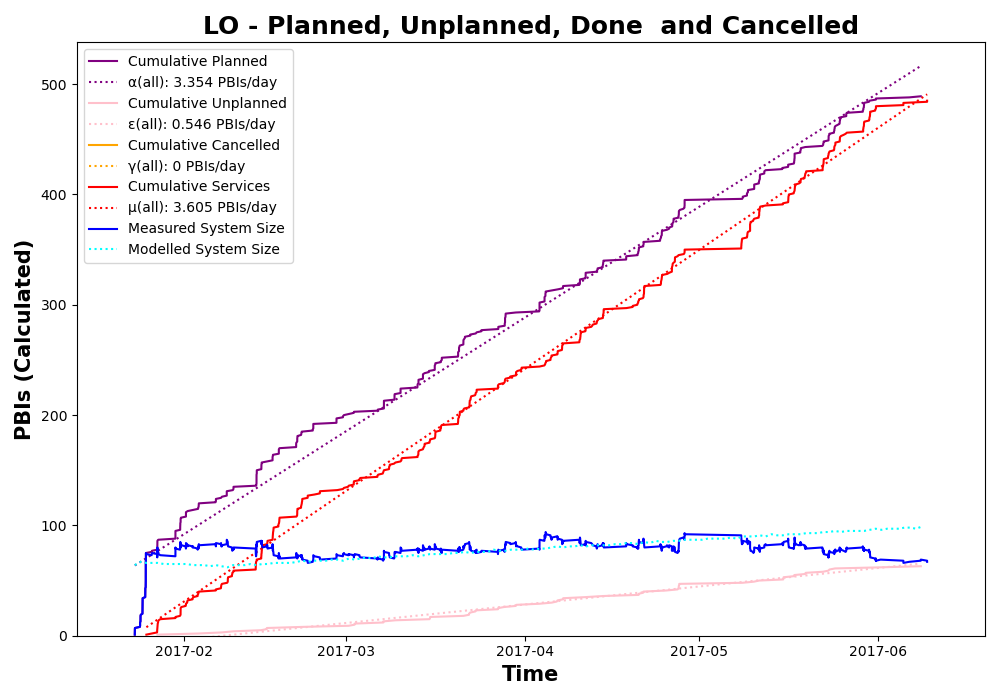 LO - Planned, Unplanned, Done  and Cancelled
Cumulative Planned
α(all): 3.354 PBIs/day
Cumulative Unplanned
ε(all): 0.546 PBIs/day
Cumulative Cancelled
γ(all): 0 PBIs/day
Cumulative Services
μ(all): 3.605 PBIs/day
Measured System Size
Modelled System Size
PBIs (Calculated)
500
400
300
200
100
0
2017-02 2017-03 2017-04 2017-05 2017-06
Time